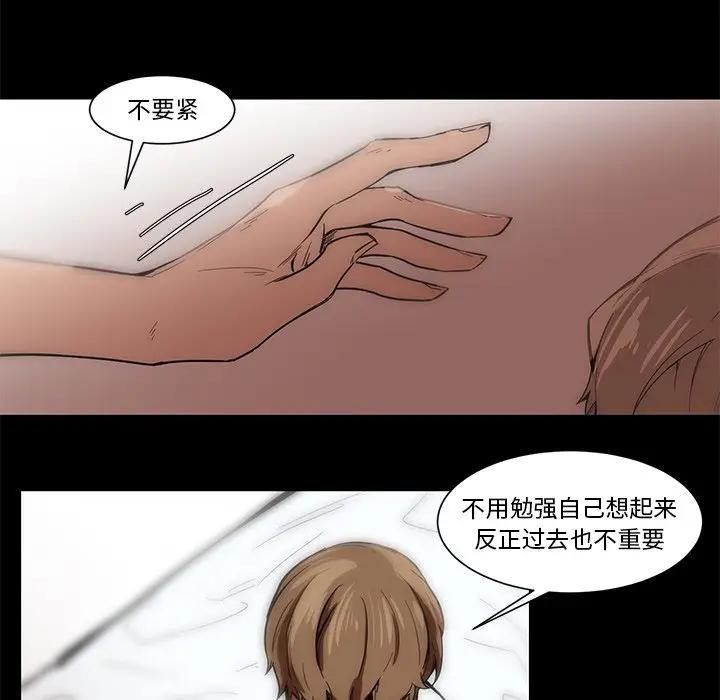 不要紧
不用勉强自己想起来
反正过去也不重要